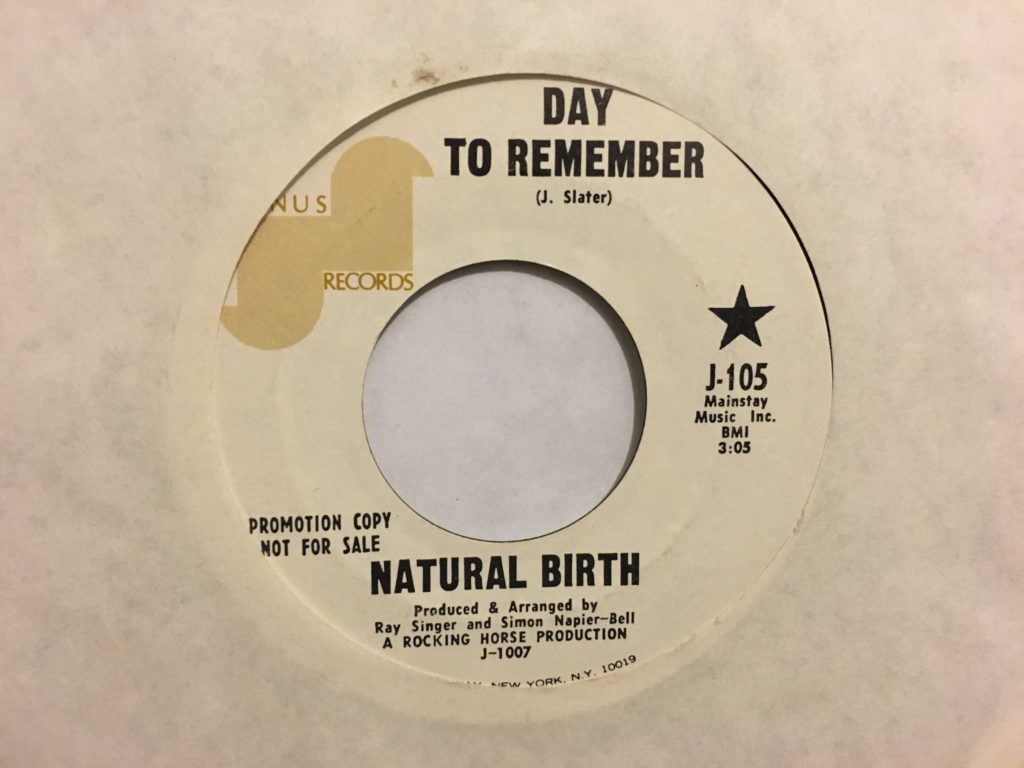 DAY
TO REMEMBER
(J. Slater)
NUS
RECORDS
J-105
Mainstay
Music Inc.
BMI
3:05
PROMOTION COPY
NOT FOR SALE
NATURAL BIRTH
Produced & Arranged by
Ray Singer and Simon Napier-Bell
A ROCKING HORSE PRODUCTION
J-1007
NEW YORK, N.Y. 10019